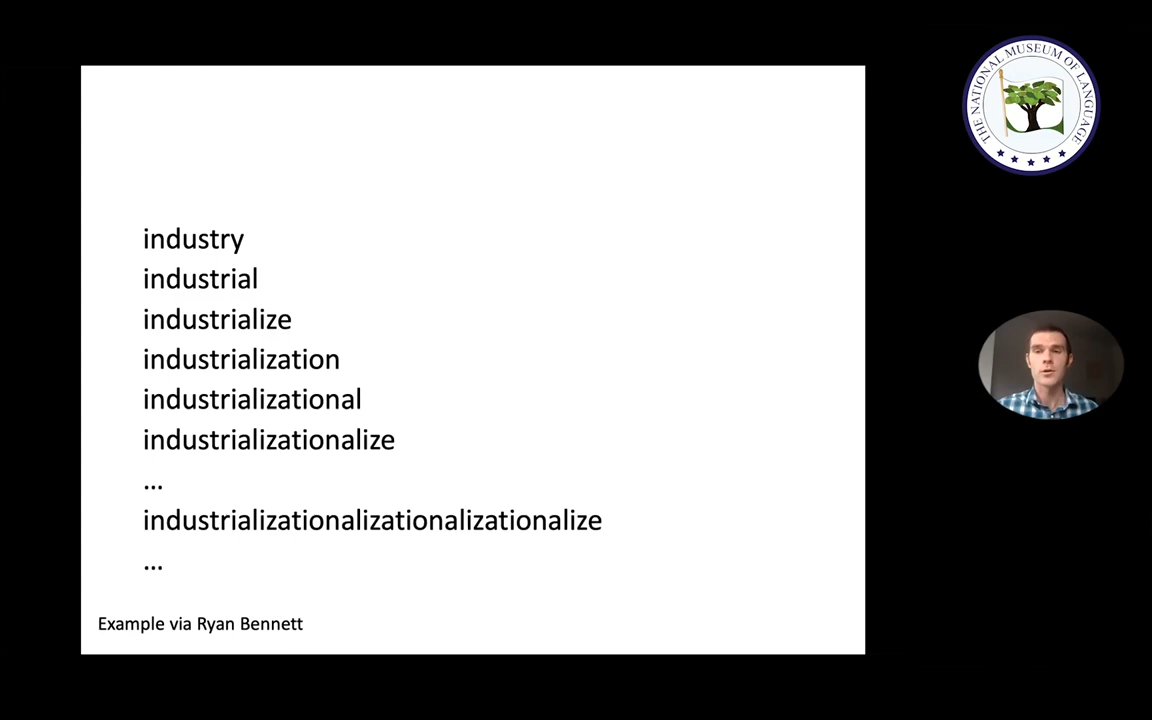 THE NATIONAL MUSEUM OF LANGUAGE
industry
industrial
industrialize
industrialization
industrializational
industrializationalize
...
industrializationalizationalizationalize
...
Example via Ryan Bennett